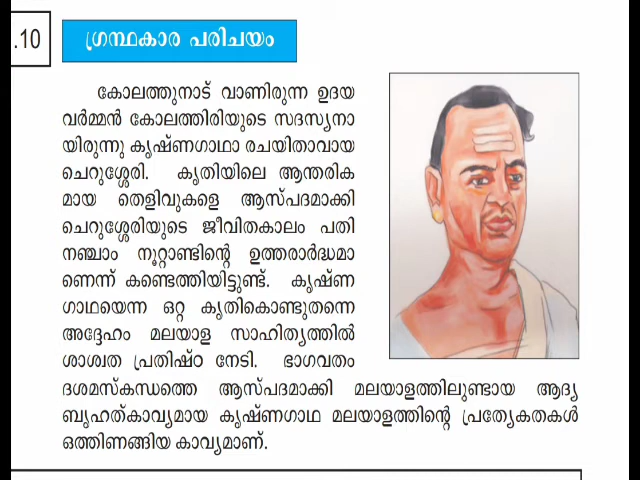 .10
ഗ്രന്ഥകാര പരിചയം
കോലത്തുനാട് വാണിരുന്ന ഉദയ
വർമ്മൻ കോലത്തിരിയുടെ സദസ്യനാ
യിരുന്നു കൃഷ്ണഗാഥാ രചയിതാവായ
ചെറുശ്ശേരി. കൃതിയിലെ ആന്തരിക
മായ തെളിവുകളെ ആസ്പദമാക്കി
ചെറുശ്ശേരിയുടെ ജീവിതകാലം പതി
നഞ്ചാം നൂറ്റാണ്ടിന്റെ ഉത്തരാർദ്ധമാ
ണെന്ന് കണ്ടെത്തിയിട്ടുണ്ട്. കൃഷ്ണ
ഗാഥയെന്ന ഒറ്റ കൃതികൊണ്ടുതന്നെ
അദ്ദേഹം മലയാള സാഹിത്യത്തിൽ
ശാശ്വത പ്രതിഷ്ഠ നേടി. ഭാഗവതം
ദശമസ്കന്ധത്തെ ആസ്പദമാക്കി മലയാളത്തിലുണ്ടായ ആദ്യ
ബൃഹത്കാവ്യമായ കൃഷ്ണഗാഥ മലയാളത്തിന്റെ പ്രത്യേകതകൾ
ഒത്തിണങ്ങിയ കാവ്യമാണ്.